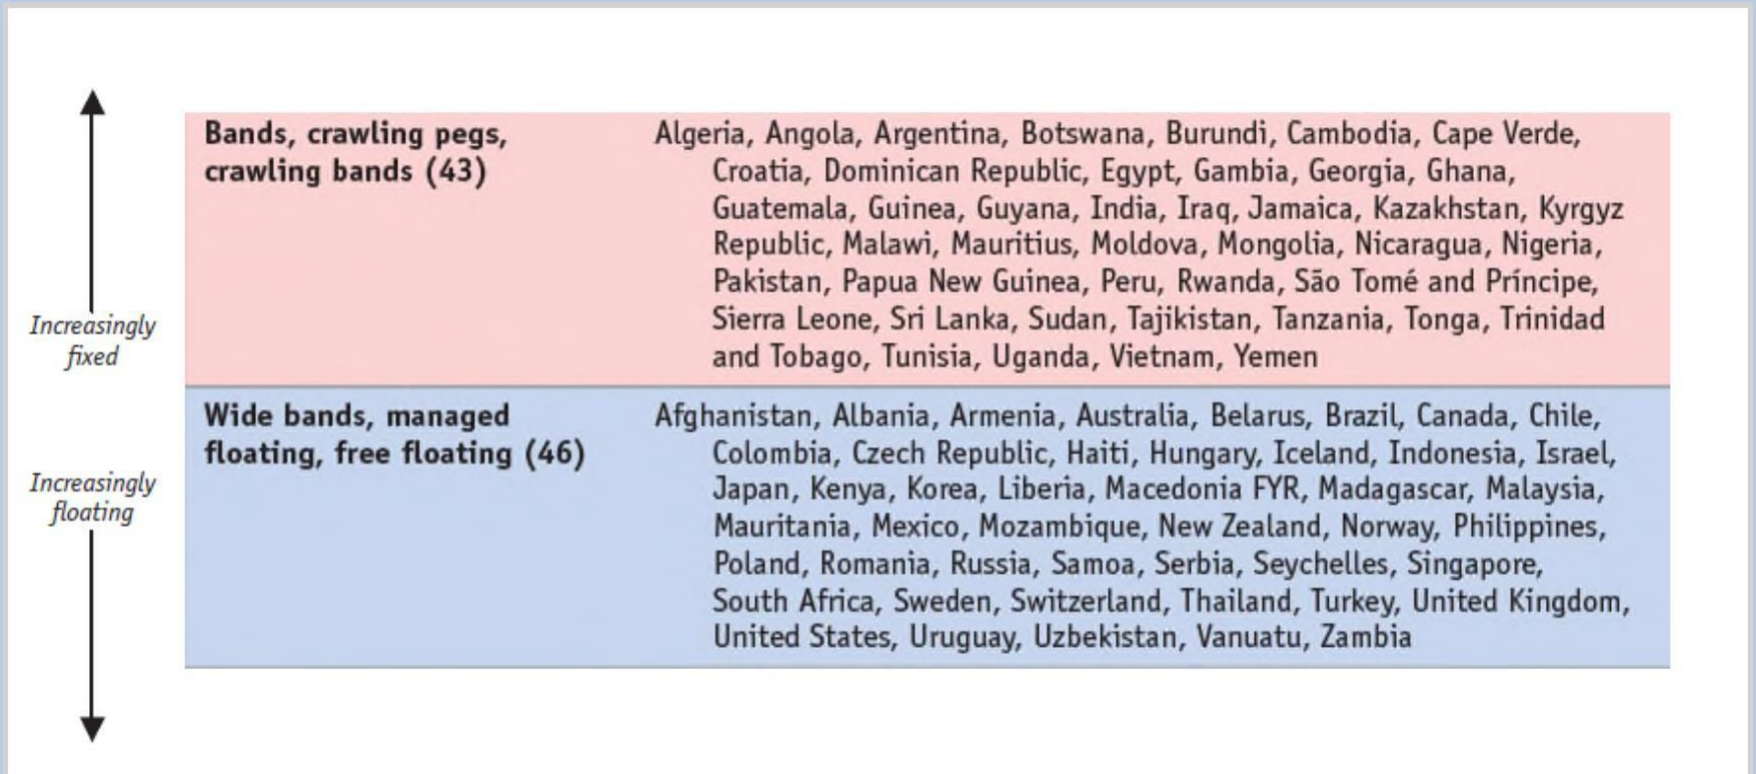 Bands, crawling pegs,
crawling bands (43)
Algeria, Angola, Argentina, Botswana, Burundi, Cambodia, Cape Verde,
Croatia, Dominican Republic, Egypt, Gambia, Georgia, Ghana,
Guatemala, Guinea, Guyana, India, Iraq, Jamaica, Kazakhstan, Kyrgyz
Republic, Malawi, Mauritius, Moldova, Mongolia, Nicaragua, Nigeria,
Pakistan, Papua New Guinea, Peru, Rwanda, São Tomé and Príncipe,
Sierra Leone, Sri Lanka, Sudan, Tajikistan, Tanzania, Tonga, Trinidad
and Tobago, Tunisia, Uganda, Vietnam, Yemen
Increasingly
fixed
Wide bands, managed
floating, free floating (46)
Afghanistan, Albania, Armenia, Australia, Belarus, Brazil, Canada, Chile,
Colombia, Czech Republic, Haiti, Hungary, Iceland, Indonesia, Israel,
Japan, Kenya, Korea, Liberia, Macedonia FYR, Madagascar, Malaysia,
Mauritania, Mexico, Mozambique, New Zealand, Norway, Philippines,
Poland, Romania, Russia, Samoa, Serbia, Seychelles, Singapore,
South Africa, Sweden, Switzerland, Thailand, Turkey, United Kingdom,
United States, Uruguay, Uzbekistan, Vanuatu, Zambia
Increasingly
floating